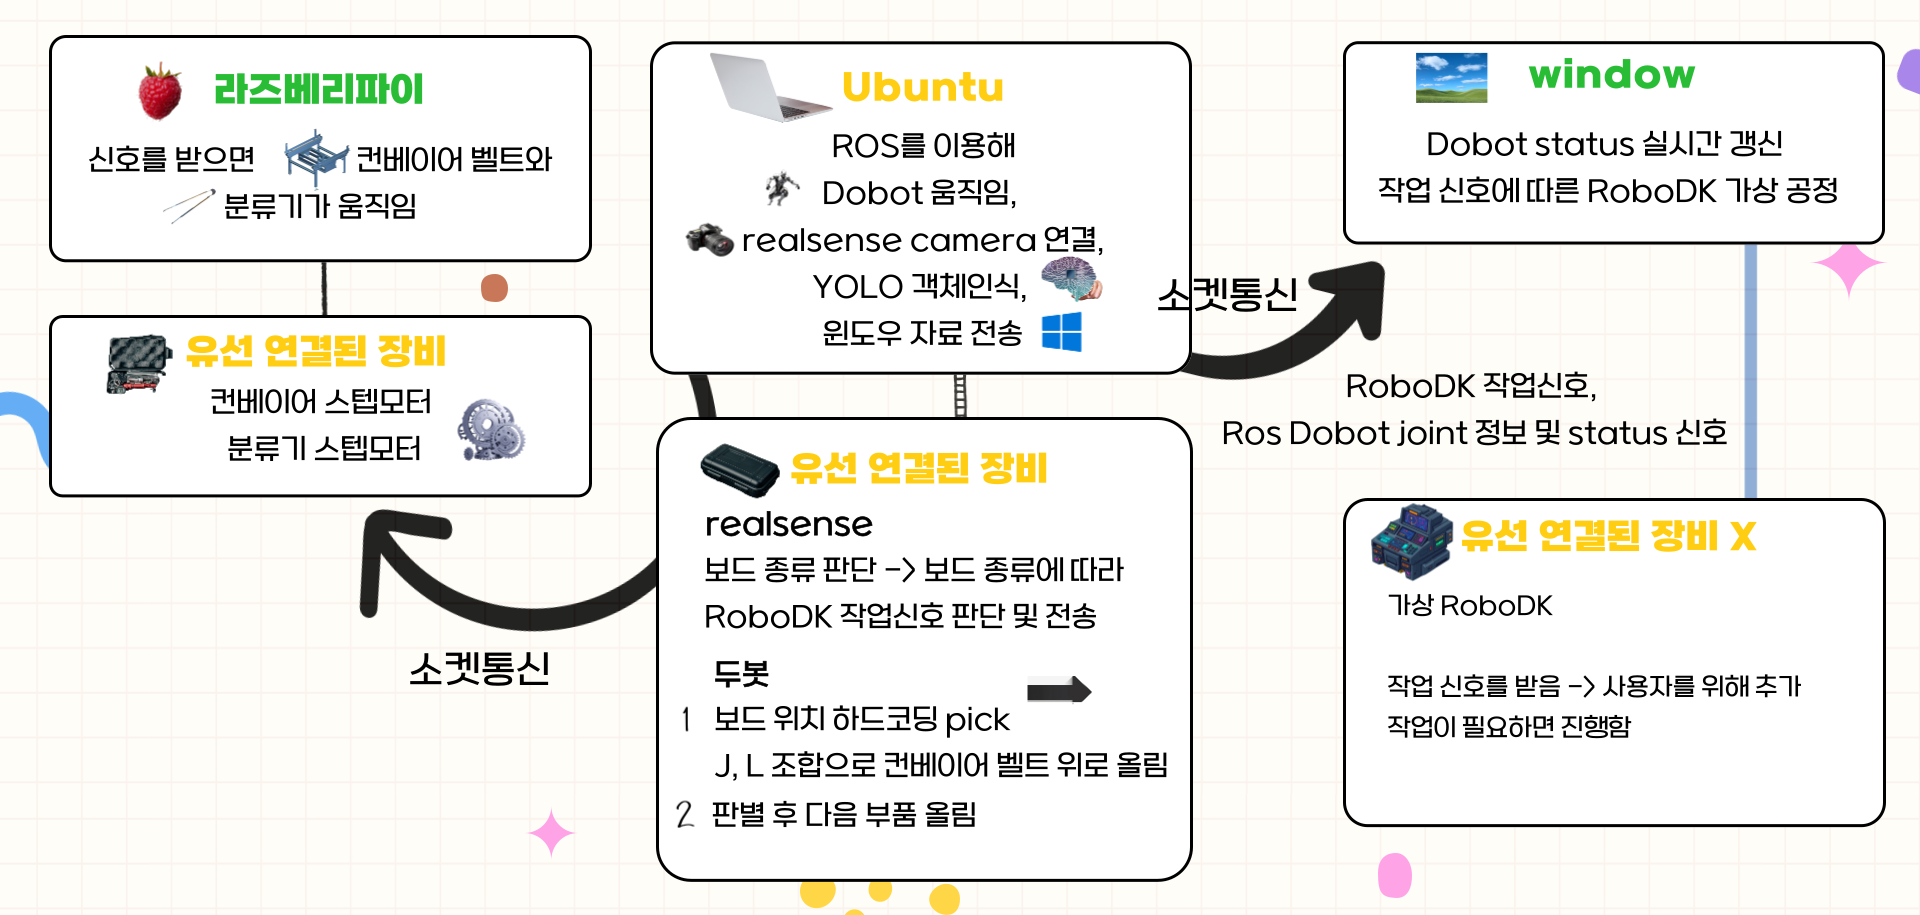 라즈베리파이
신호를 받으면 컨베이어 벨트와
분류기가 움직임
유선 연결된 장비
컨베이어 스텝모터
분류기 스텝모터
소켓통신
Ubuntu
ROS를 이용해
Dobot 움직임,
realsense camera 연결,
YOLO 객체인식,
윈도우 자료 전송
유선 연결된 장비
realsense
보드 종류 판단 -> 보드 종류에 따라
RoboDK 작업신호 판단 및 전송
두봇
1 보드 위치 하드코딩 pick
J, L 조합으로 컨베이어 벨트 위로 올림
2 판별 후 다음 부품 올림
소켓통신
window
Dobot status 실시간 갱신
작업 신호에 따른 RoboDK 가상 공정
RoboDK 작업신호,
Ros Dobot joint 정보 및 status 신호
유선 연결된 장비 X
가상 RoboDK
작업 신호를 받음 -> 사용자를 위해 추가
작업이 필요하면 진행함